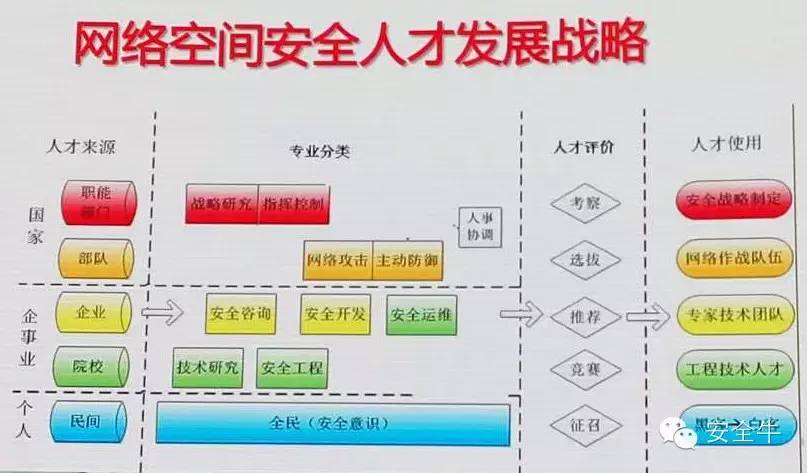 网络空间安全人才发展战略
人才来源
专业分类
人才评价
人才使用
国家
职能部门
战略研究
指挥控制
人事协调
考察
安全战略制定
部队
网络攻击
主动防御
选拔
网络作战队伍
企事业
企业
安全咨询
安全开发
安全运维
推荐
专家技术团队
院校
技术研究
安全工程
竞赛
工程技术人才
个人
民间
全民（安全意识）
征召
黑客→白客
安全牛